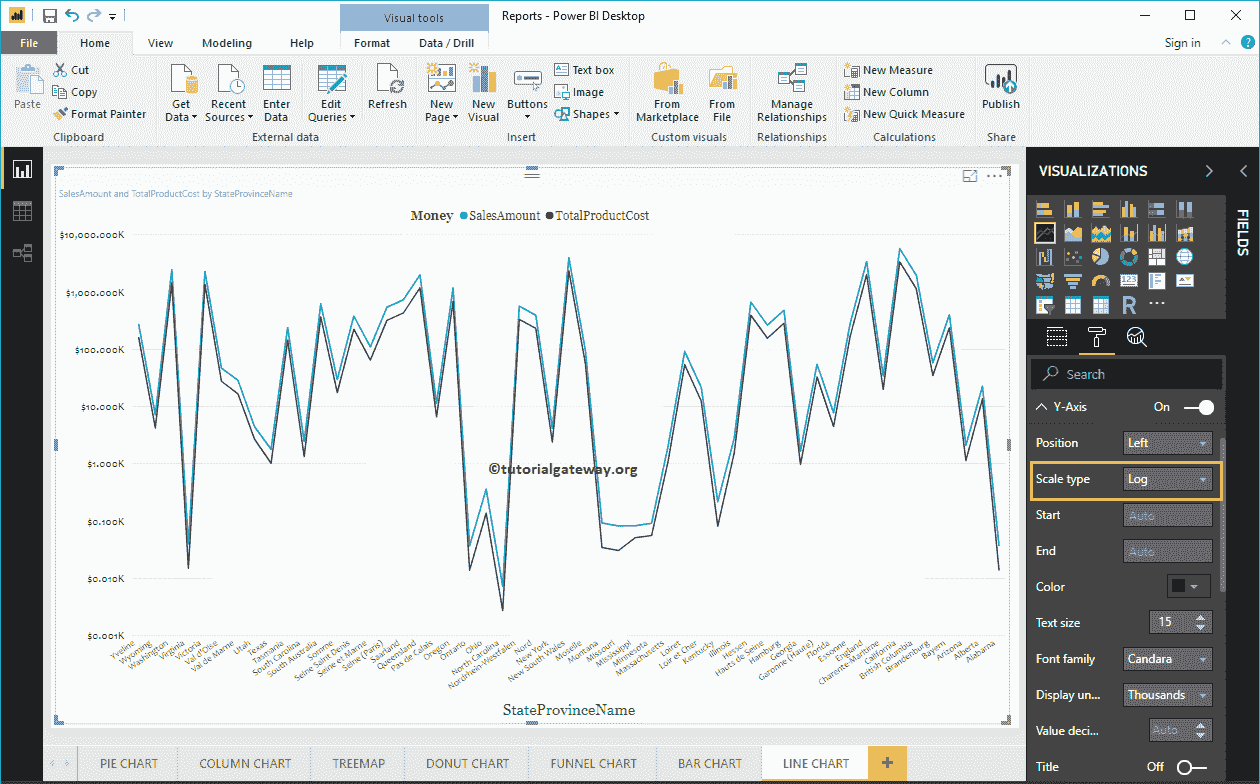 Visual tools
Reports - Power BI Desktop
File
Home
View
Modeling
Help
Format
Data / Drill
Sign in
?
Paste
Cut
Copy
Format Painter
Clipboard
Get Data
Recent Sources
Enter Data
Edit Queries
External data
Refresh
New Page
New Visual
Buttons
Text box
Image
Shapes
Insert
From Marketplace
From File
Custom visuals
Manage Relationships
Relationships
New Measure
New Column
New Quick Measure
Calculations
Publish
Share
SalesAmount and TotalProductCost by StateProvinceName
Money SalesAmount TotalProductCost
$10,000.000K
$1,000.000K
$100.000K
$10.000K
$1.000K
$0.100K
$0.010K
$0.001K
©tutorialgateway.org
Yveline
Wyoming
Washington
Virginia
Victoria
Val d'Oise
Val de Marne
Utah
Texas
Tasmania
South Carolina
South Australia
Somme
Seine Saint Denis
Seine et Marne
Seine (Paris)
Saarland
Queensland
Pas de Calais
Oregon
Ontario
Ohio
North Carolina
Nordrhein-Westfalen
Nord
New York
New South Wales
Moselle
Montana
Missouri
Mississippi
Minnesota
Massachusetts
Loiret
Loir et Cher
Kentucky
Illinois
Hessen
Hauts de Seine
Hamburg
Georgia
Garonne (Haute)
Florida
Essonne
England
Charente-Maritime
California
British Columbia
Brandenburg
Bayern
Arizona
Alberta
Alabama
StateProvinceName
VISUALIZATIONS
FIELDS
123
R
Search
Y-Axis
On
Position
Left
Scale type
Log
Start
Auto
End
Auto
Color
Text size
15
Font family
Candara
Display un...
Thousands
Value deci...
Auto
Title
Off
PIE CHART
COLUMN CHART
TREEMAP
DONUT CHART
FUNNEL CHART
BAR CHART
LINE CHART
+